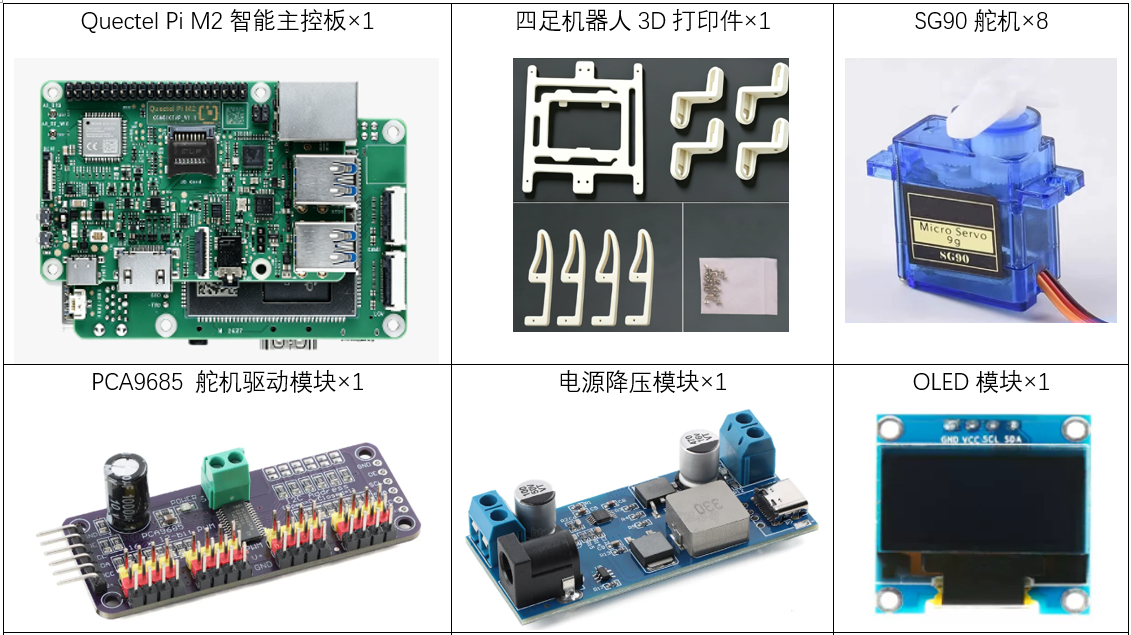 Quectel Pi M2 智能主控板×1
四足机器人 3D 打印件×1
SG90 舵机×8
Quectel Pi M2
Micro Servo
9g
SG90
PCA9685 舵机驱动模块×1
电源降压模块×1
OLED 模块×1
GND VCC SCL SDA
PCA9685
GND
330